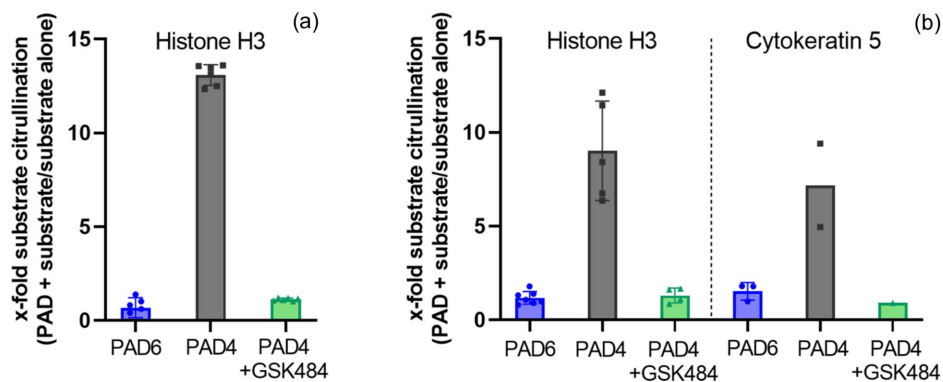 (a)
Histone H3
x-fold substrate citrullination
(PAD + substrate/substrate alone)
15
10
5
0
PAD6 PAD4 PAD4
+GSK484
(b)
Histone H3 Cytokeratin 5
x-fold substrate citrullination
(PAD + substrate/substrate alone)
15
10
5
0
PAD6 PAD4 PAD4 PAD6 PAD4 PAD4
+GSK484 +GSK484